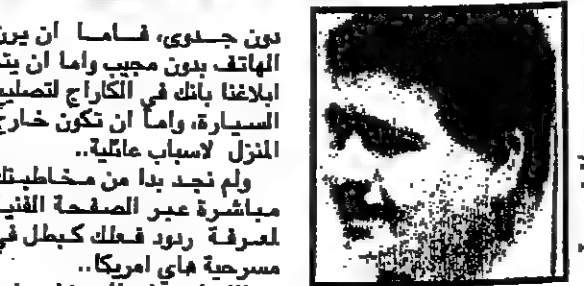 دون جدوى، فاما ان يرن
الهاتف بدون مجيب واما ان يتم
ابلاغنا بانك في الكاراج لتصليح
السيارة، واما ان تكون خارج
المنزل لاسباب عائلية..
ولم نجد بدا من مخاطبتك
مباشرة عبر الصفحة الفنية
لمعرفة ردود فعلك كبطل في
مسرحية هاي امريكا..